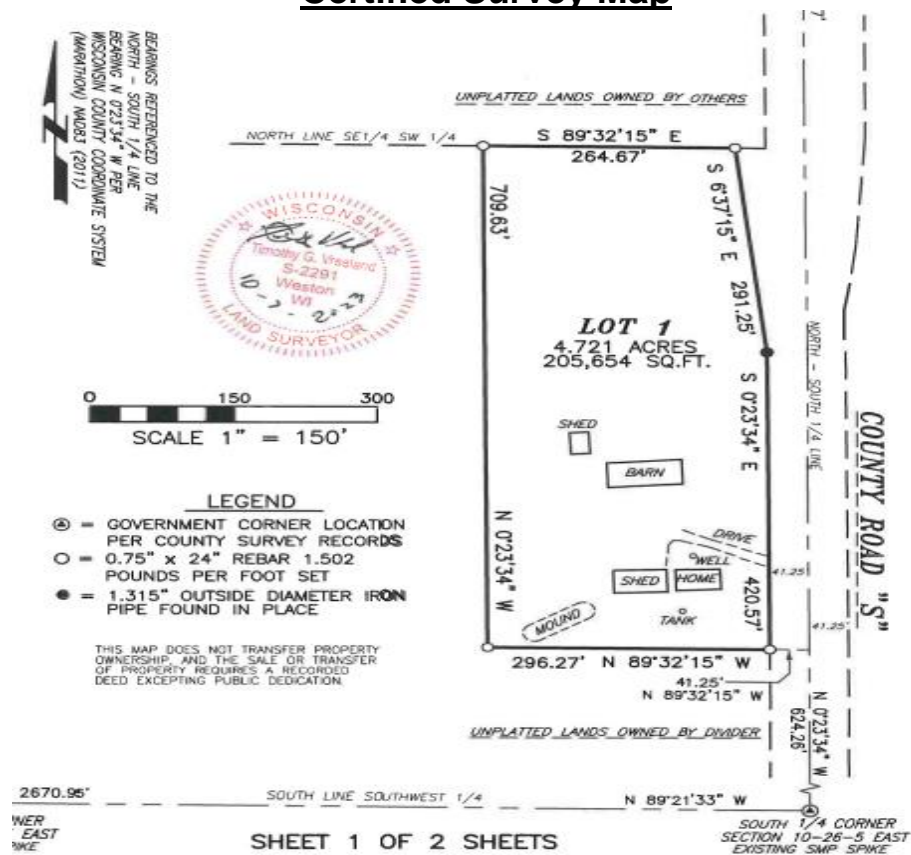 Certified Survey Map
7'
BEARINGS REFERENCED TO THE
NORTH - SOUTH 1/4 LINE
BEARING N 0°23'34" W PER
WISCONSIN COUNTY COORDINATE SYSTEM
(MARATHON) NAD83 (2011)
UNPLATTED LANDS OWNED BY OTHERS
NORTH LINE SE1/4 SW 1/4
S 89°32'15" E
264.67'
709.63'
S 6°37'15" E
291.25'
WISCONSIN
Timothy G. Vreeland
S-2291
Weston
WI
LAND SURVEYOR
LOT 1
4.721 ACRES
205,654 SQ.FT.
NORTH - SOUTH 1/4 LINE
0 150 300
SCALE 1" = 150'
S 0°23'34" E
COUNTY ROAD "S"
SHED
BARN
LEGEND
= GOVERNMENT CORNER LOCATION
PER COUNTY SURVEY RECORDS
= 0.75" x 24" REBAR 1.502
POUNDS PER FOOT SET
= 1.315" OUTSIDE DIAMETER IRON
PIPE FOUND IN PLACE
N 0°23'34" W
DRIVE
WELL
41.25'
SHED
HOME
420.57'
MOUND
TANK
41.25'
THIS MAP DOES NOT TRANSFER PROPERTY
OWNERSHIP, AND THE SALE OR TRANSFER
OF PROPERTY REQUIRES A RECORDED
DEED EXCEPTING PUBLIC DEDICATION.
296.27' N 89°32'15" W
41.25'
N 89°32'15" W
N 0°23'34" W
624.26'
UNPLATTED LANDS OWNED BY DIVIDER
2670.95'
SOUTH LINE SOUTHWEST 1/4
N 89°21'33" W
EAST
SHEET 1 OF 2 SHEETS
SOUTH 1/4 CORNER
SECTION 10-26-5 EAST
EXISTING SMP SPIKE